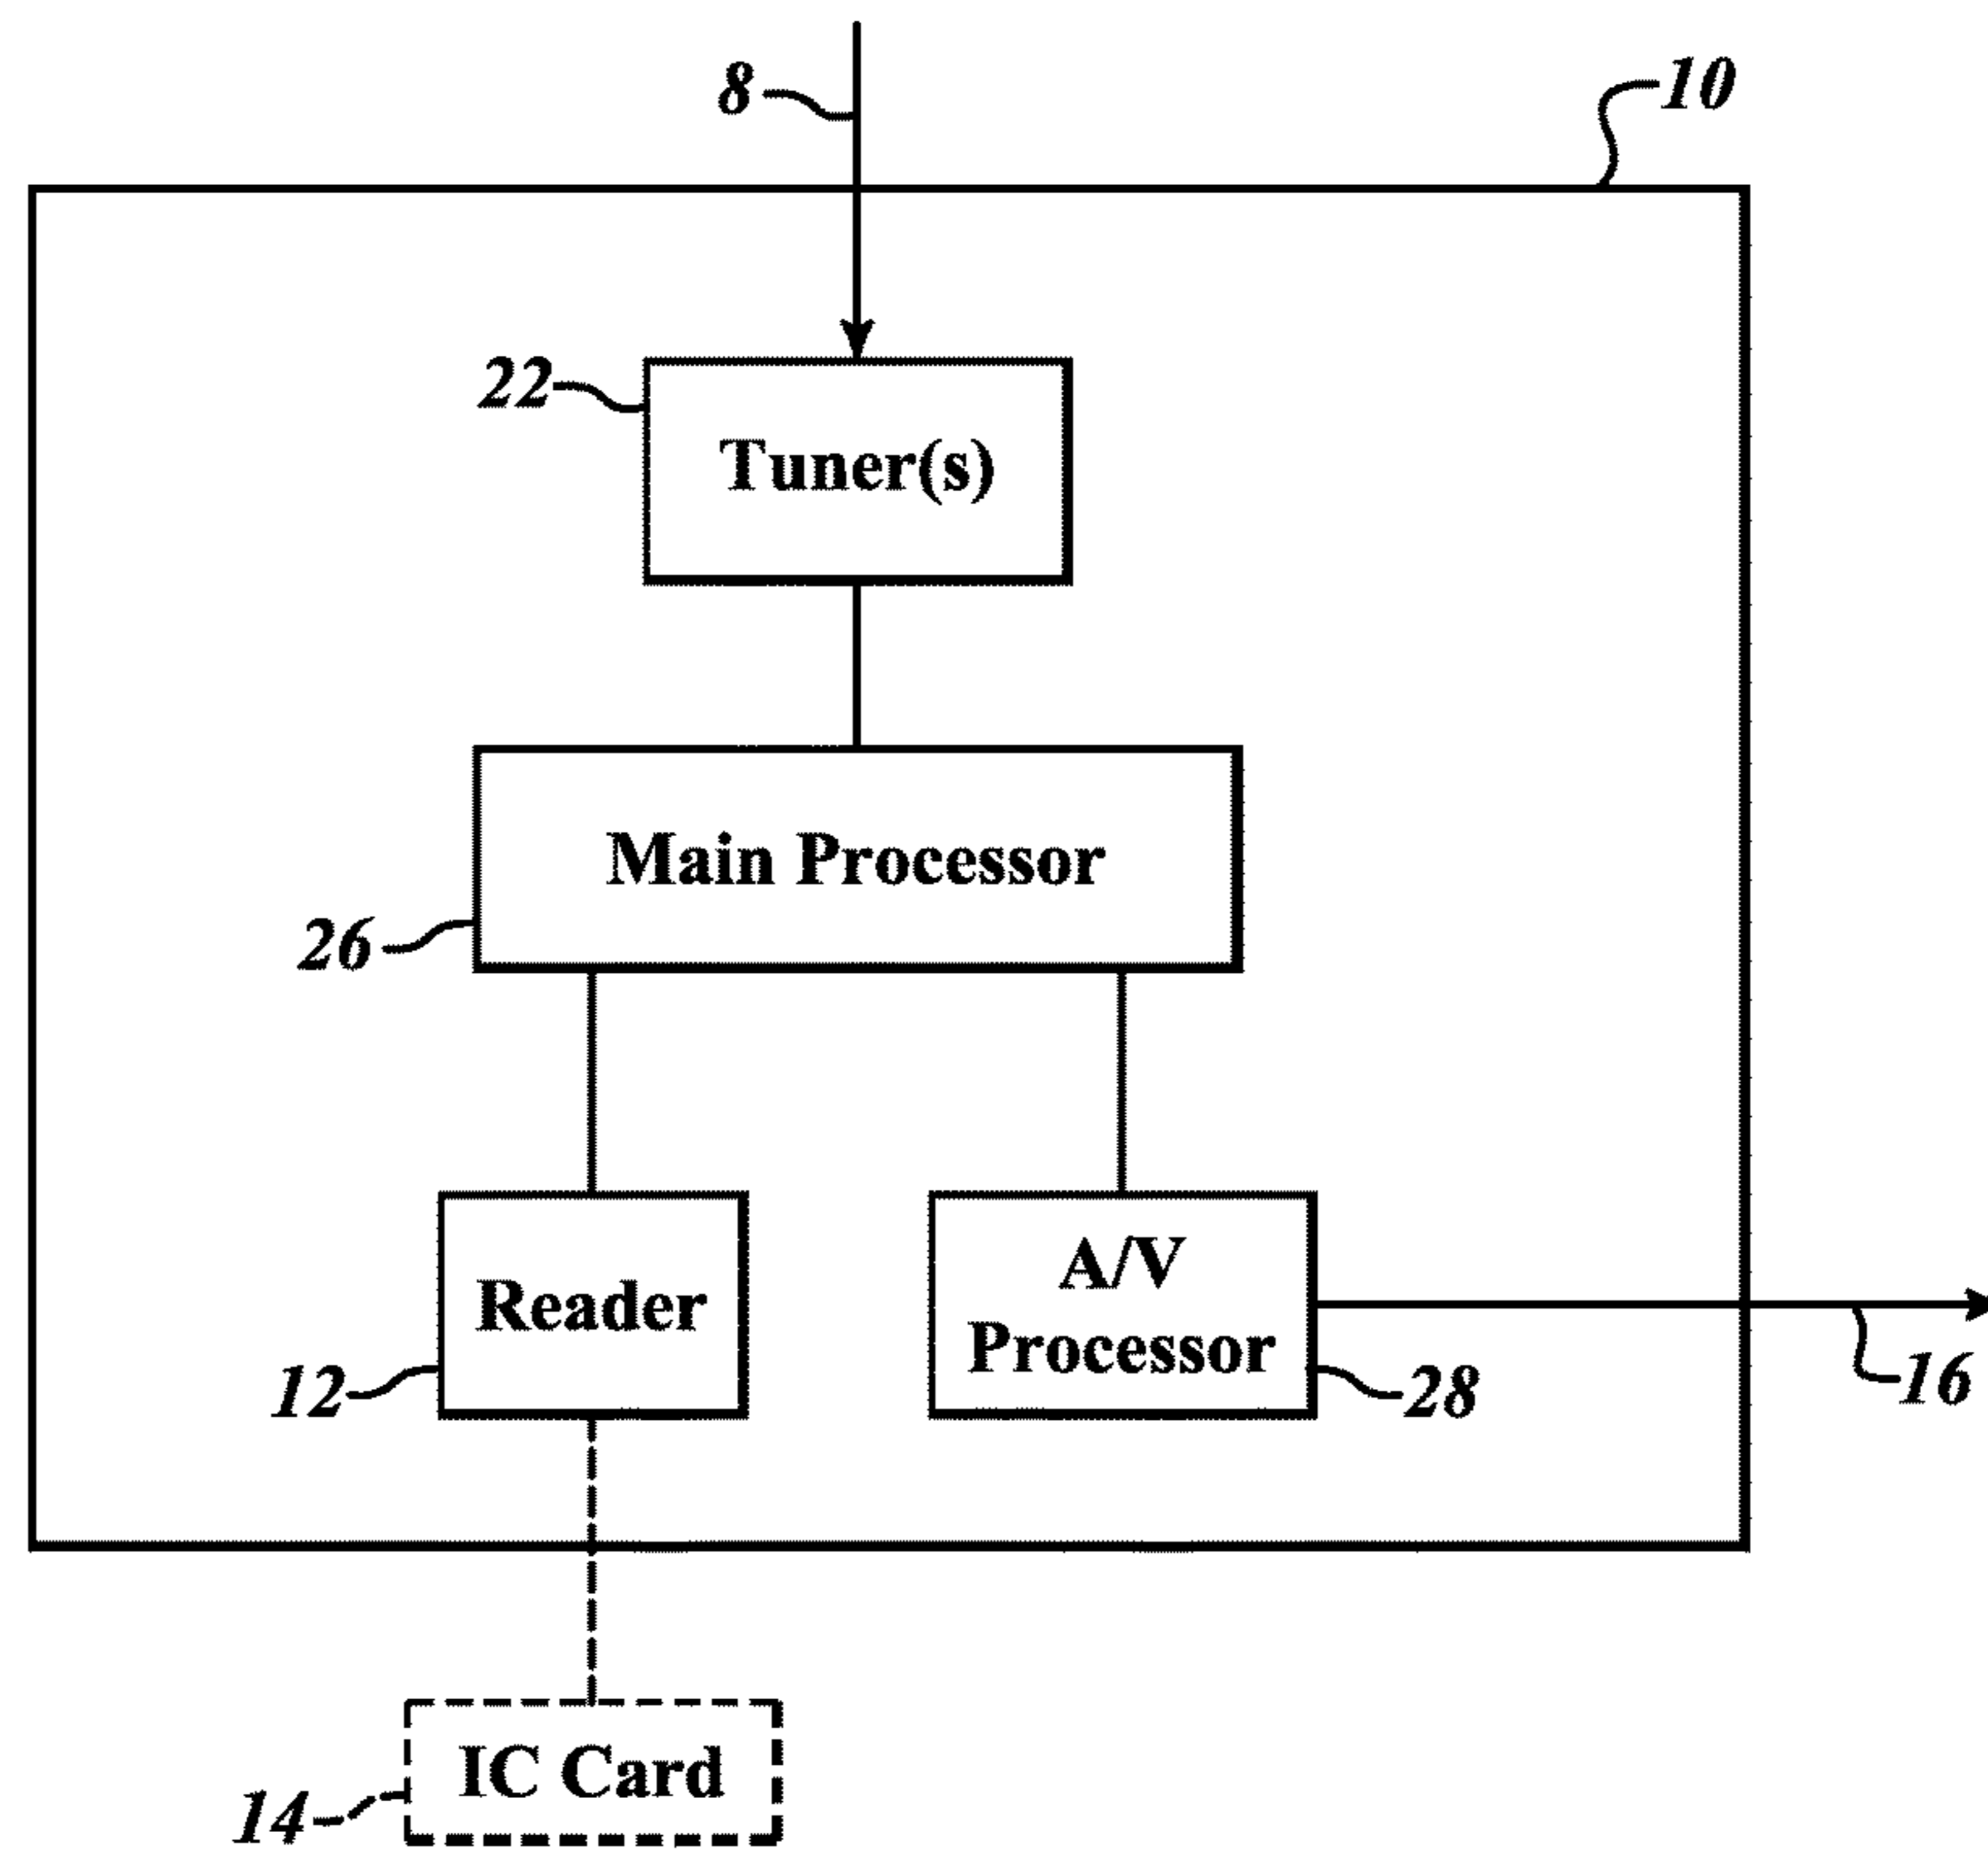 8
10
22
Tuner(s)
Main Processor
26
Reader
A/V
Processor
12
28
16
IC Card
14